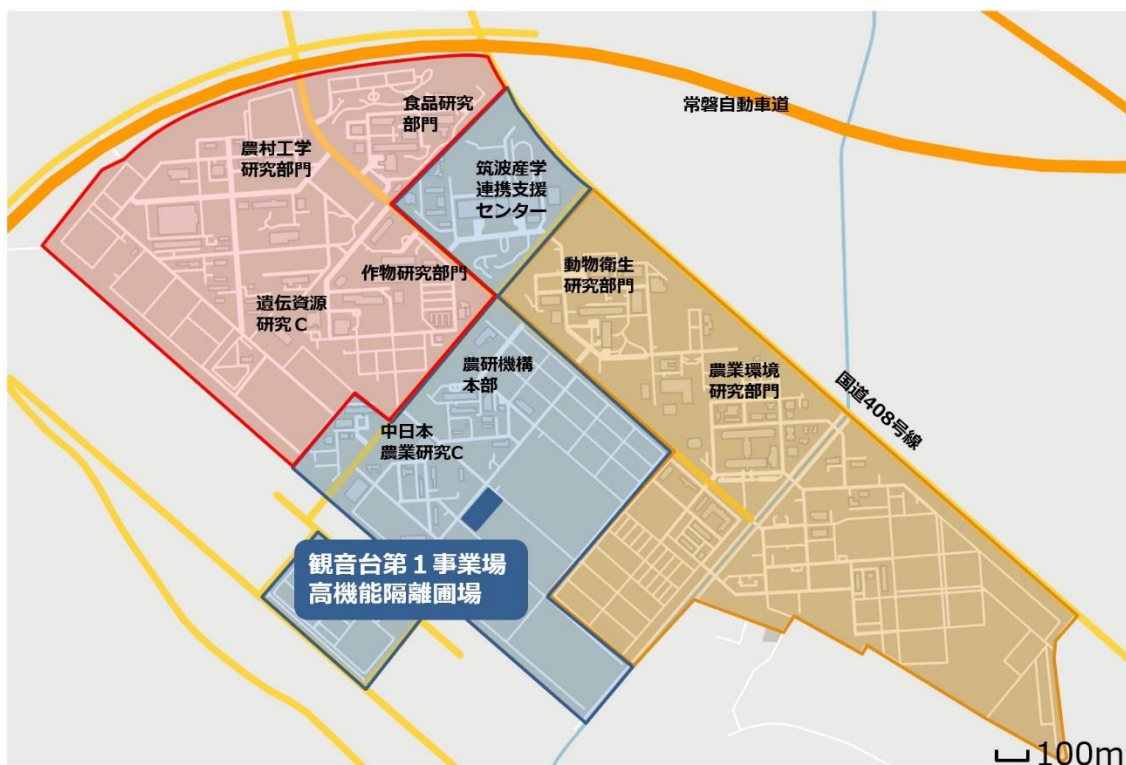 食品研究
部門
常磐自動車道
農村工学
研究部門
筑波産学
連携支援
センター
作物研究部門
動物衛生
研究部門
遺伝資源
研究C
農研機構
本部
農業環境
研究部門
国道408号線
中日本
農業研究C
観音台第1事業場
高機能隔離圃場
100m